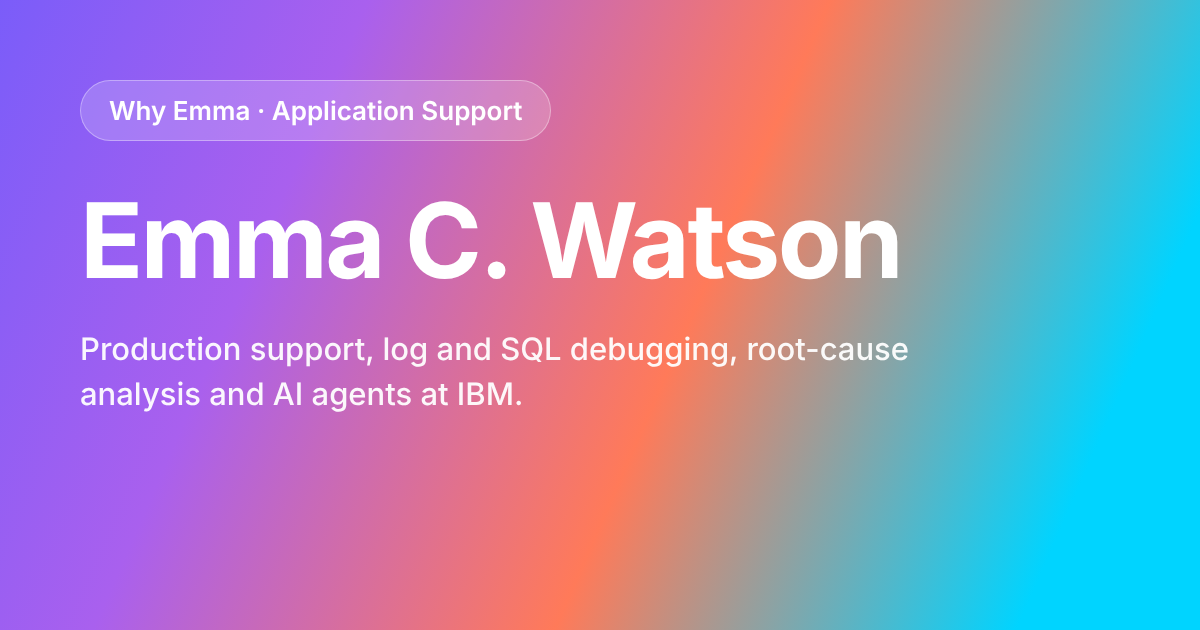 Why Emma · Application Support
Emma C. Watson
Production support, log and SQL debugging, root-cause
analysis and AI agents at IBM.